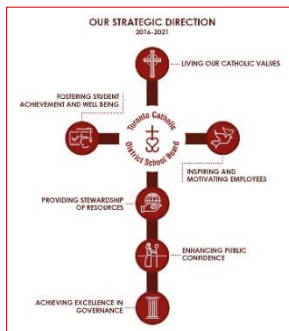 OUR STRATEGIC DIRECTION
2016-2021
LIVING OUR CATHOLIC VALUES
FOSTERING STUDENT
ACHIEVEMENT AND WELL BEING
Toronto Catholic
District School Board
INSPIRING AND
MOTIVATING EMPLOYEES
PROVIDING STEWARDSHIP
OF RESOURCES
ENHANCING PUBLIC
CONFIDENCE
ACHIEVING EXCELLENCE IN
GOVERNANCE